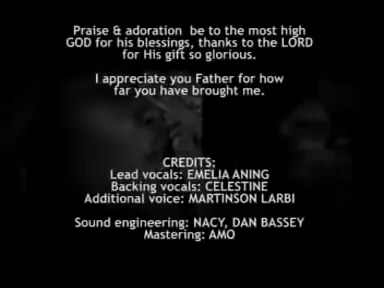 Praise & adoration be to the most high
GOD for his blessings, thanks to the LORD
for His gift so glorious.
I appreciate you Father for how
far you have brought me.
CREDITS:
Lead vocals: EMELIA ANING
Backing vocals: CELESTINE
Additional voice: MARTINSON LARBI
Sound engineering: NACY, DAN BASSEY
Mastering: AMO